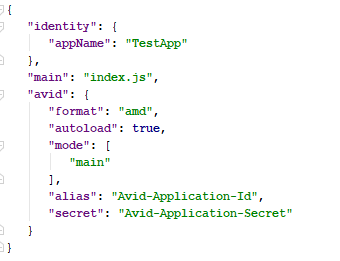 {
"identity": {
"appName": "TestApp"
},
"main": "index.js",
"avid": {
"format": "amd",
"autoload": true,
"mode": [
"main"
],
"alias": "Avid-Application-Id",
"secret": "Avid-Application-Secret"
}
}